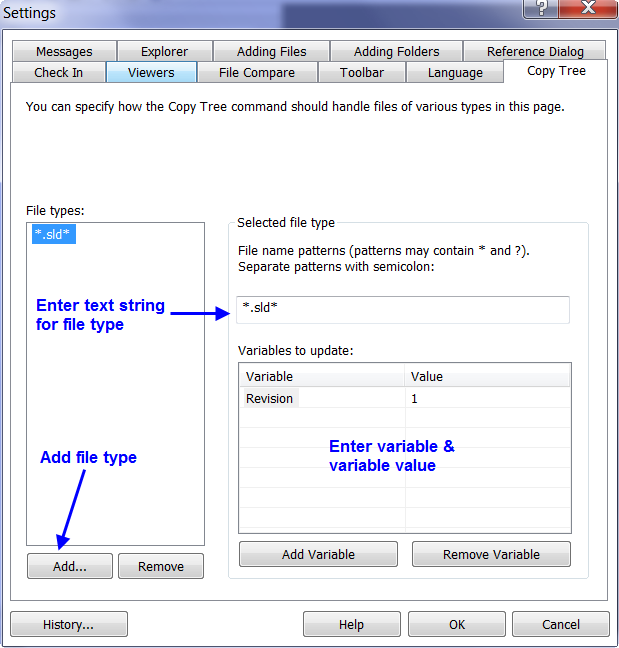 Settings
?
Messages
Explorer
Adding Files
Adding Folders
Reference Dialog
Check In
Viewers
File Compare
Toolbar
Language
Copy Tree
You can specify how the Copy Tree command should handle files of various types in this page.
File types:
*.sld*
Enter text string
for file type
Add file type
Add...
Remove
Selected file type
File name patterns (patterns may contain * and ?).
Separate patterns with semicolon:
*.sld*
Variables to update:
Variable Value
Revision 1
Enter variable &
variable value
Add Variable
Remove Variable
History...
Help
OK
Cancel